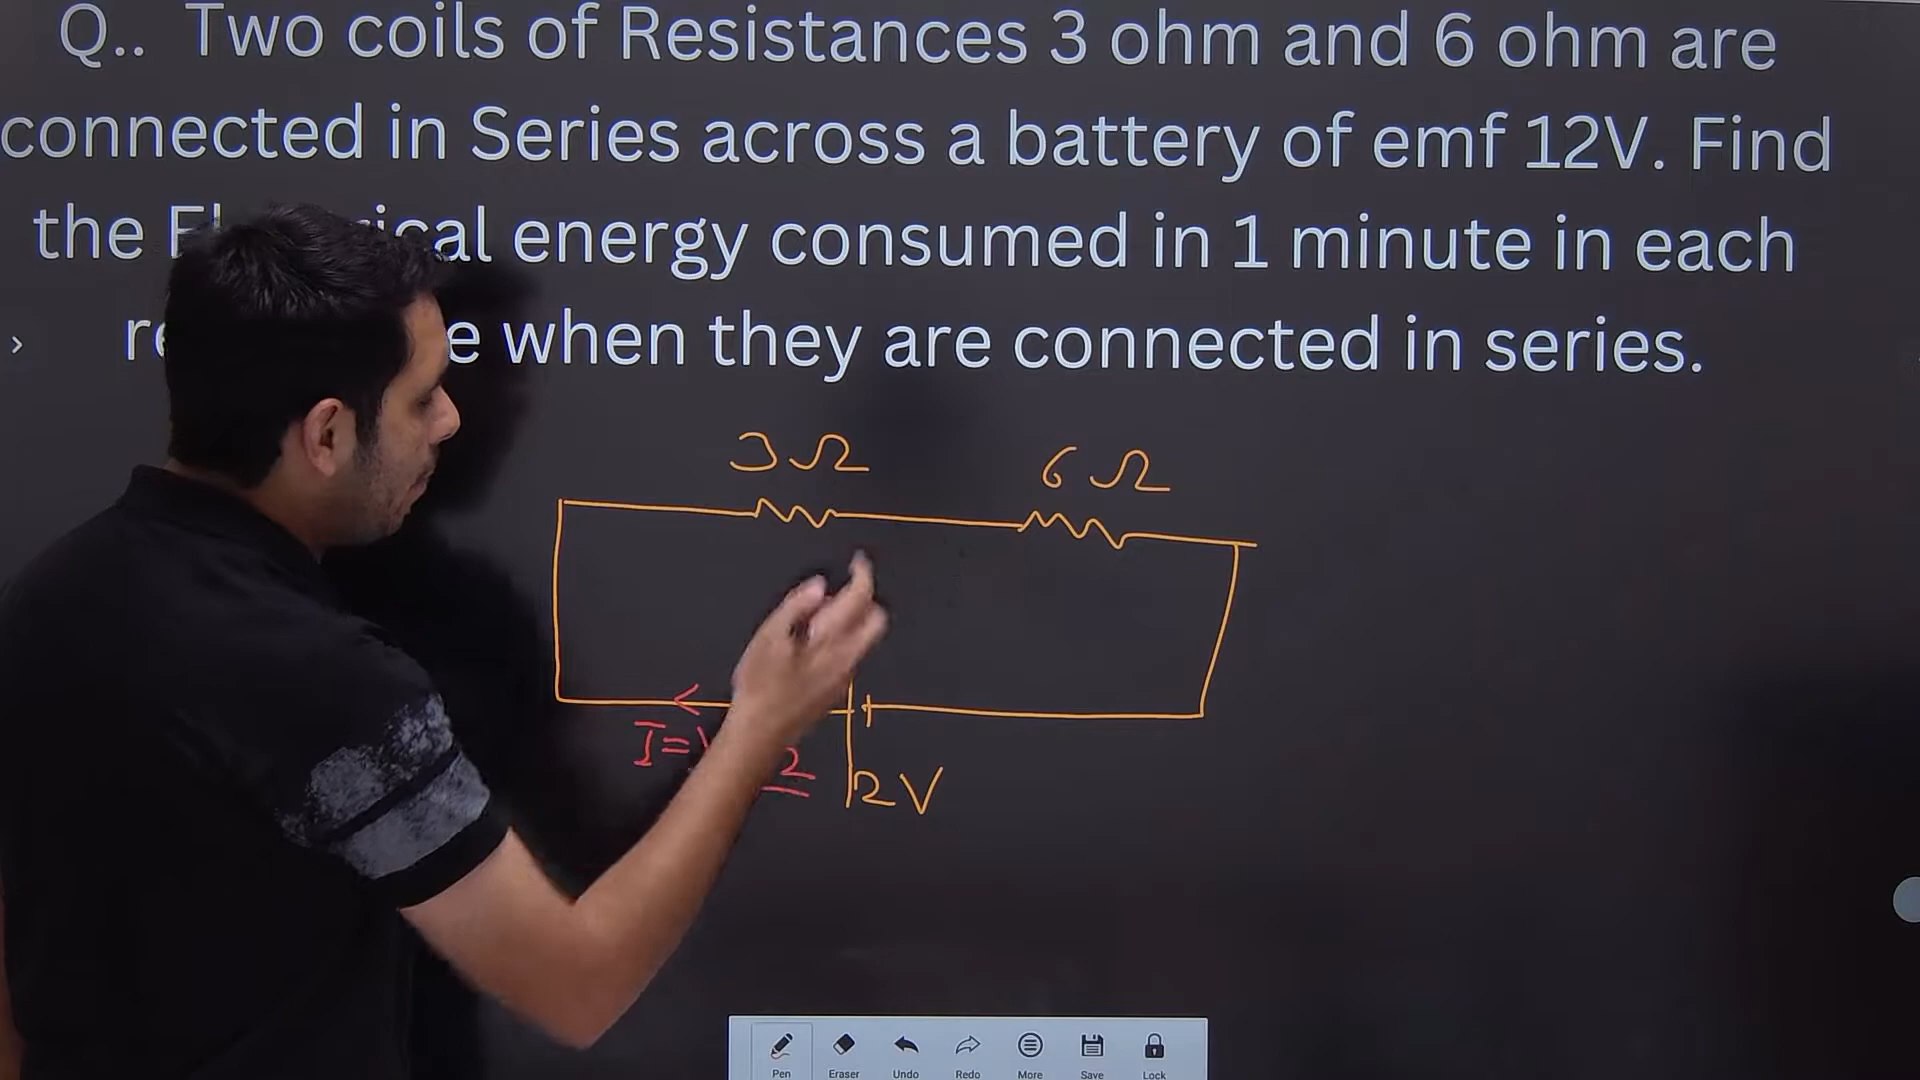 Q.. Two coils of Resistances 3 ohm and 6 ohm are
connected in Series across a battery of emf 12V. Find
the energy consumed in 1 minute in each
when they are connected in series.
3Ω 6Ω
I=
12V
Pen Eraser Undo Redo More Save Lock